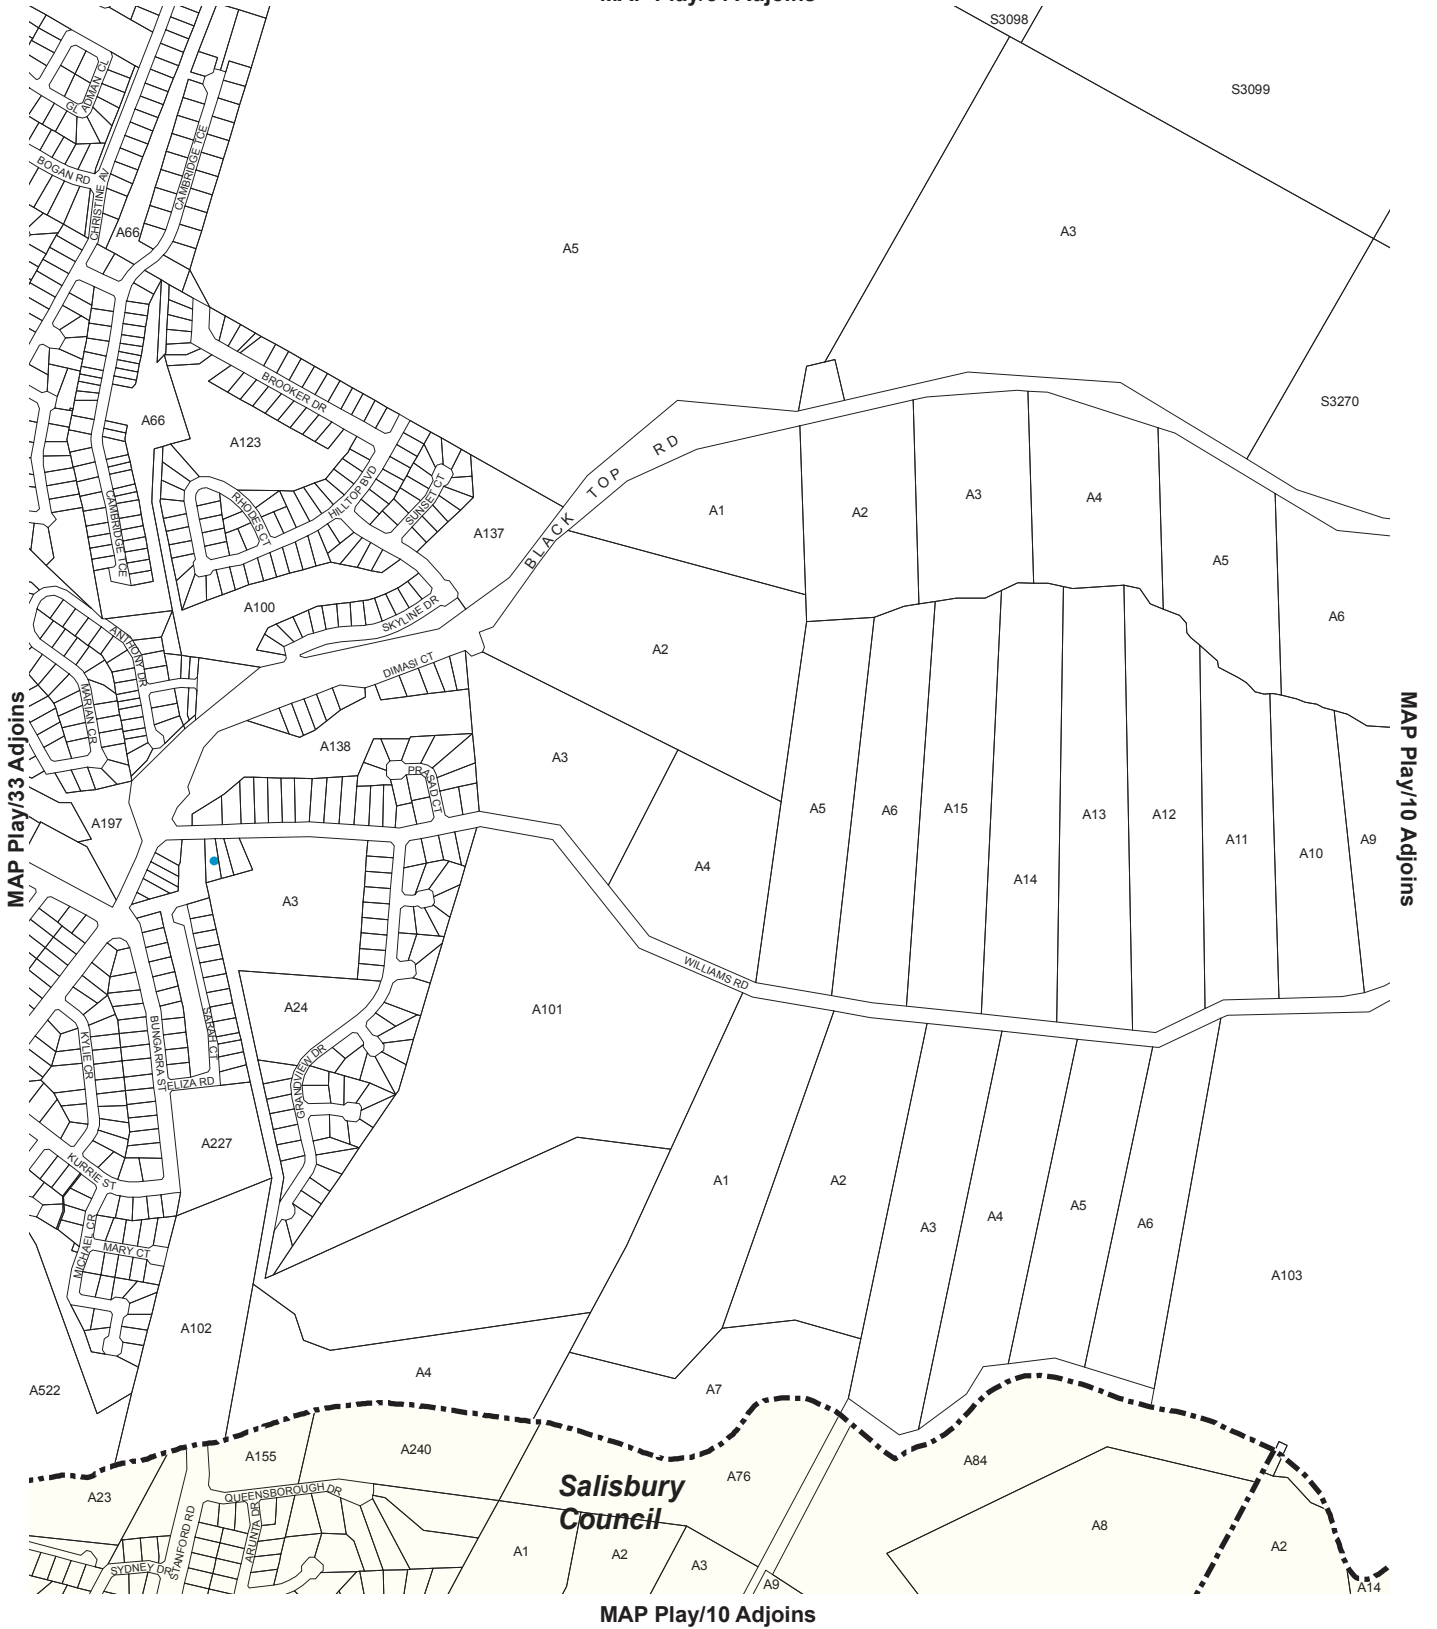 S3098
S3099
GLADMAN CL
BOGAN RD
CHRISTINE AV
CAMBRIDGE TCE
A66
A5
A3
S3270
BROOKER DR
A66
A123
HILLTOP BVD
SUNSET CT
RHODES CT
CAMBRIDGE TCE
A137
BLACK TOP RD
A1
A2
A3
A4
A5
A6
A100
SKYLINE DR
ANTHONY DR
MARIAN CR
DIMASI CT
A2
MAP Play/33 Adjoins
MAP Play/10 Adjoins
A138
A3
PRASAD CT
A197
A4
A5
A6
A15
A14
A13
A12
A11
A10
A9
A3
WILLIAMS RD
A24
A101
SARAH CT
BUNGARRA ST
KYLIE CR
GRANDVIEW DR
ELIZA RD
A227
KURRIE ST
MICHAEL CR
MARY CT
A1
A2
A3
A4
A5
A6
A103
A102
A4
A7
A522
A155
A240
A23
QUEENSBOROUGH DR
ARUNTA DR
STANFORD RD
SYDNEY DR
Salisbury
Council
A76
A84
A8
A1
A2
A3
A9
A2
A14
MAP Play/10 Adjoins